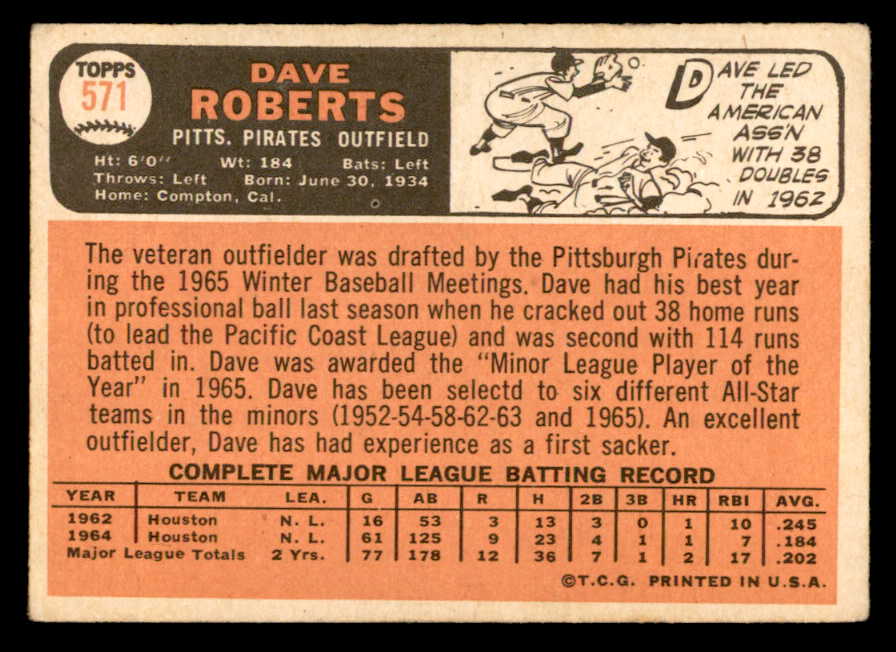 TOPPS
571
DAVE
ROBERTS
PITTS. PIRATES OUTFIELD
Ht: 6'0" Wt: 184 Bats: Left
Throws: Left Born: June 30, 1934
Home: Compton, Cal.
DAVE LED
THE
AMERICAN
ASS'N
WITH 38
DOUBLES
IN 1962
The veteran outfielder was drafted by the Pittsburgh Pirates dur-
ing the 1965 Winter Baseball Meetings. Dave had his best year
in professional ball last season when he cracked out 38 home runs
(to lead the Pacific Coast League) and was second with 114 runs
batted in. Dave was awarded the "Minor League Player of the
Year" in 1965. Dave has been selectd to six different All-Star
teams in the minors (1952-54-58-62-63 and 1965). An excellent
outfielder, Dave has had experience as a first sacker.
COMPLETE MAJOR LEAGUE BATTING RECORD
YEAR TEAM LEA. G AB R H 2B 3B HR RBI AVG.
1962 Houston N. L. 16 53 3 13 3 0 1 10 .245
1964 Houston N. L. 61 125 9 23 4 1 1 7 .184
Major League Totals 2 Yrs. 77 178 12 36 7 1 2 17 .202
©T.C.G. PRINTED IN U.S.A.